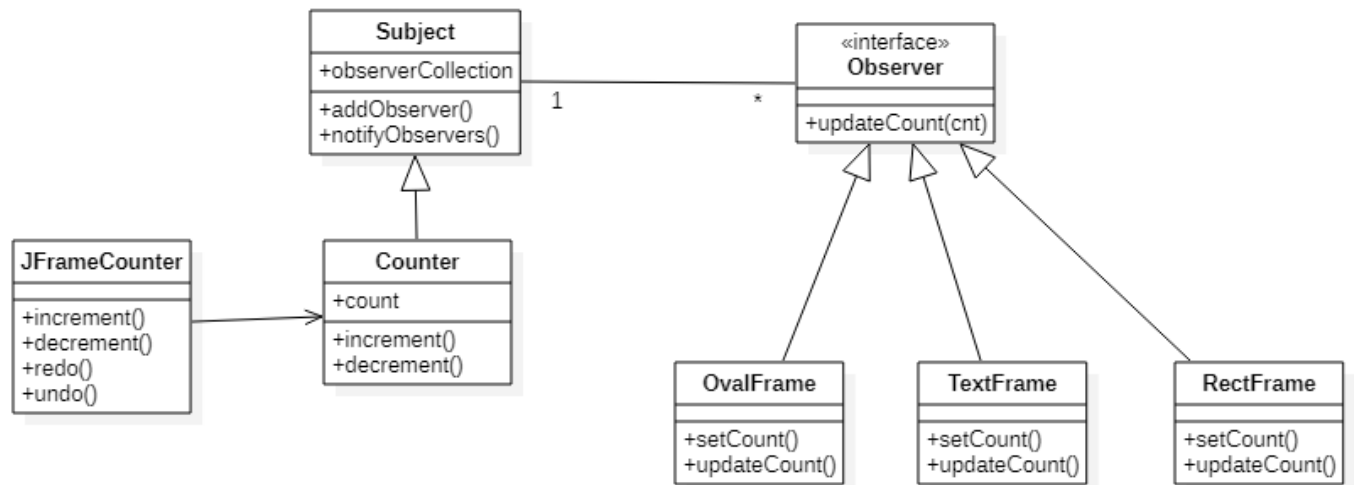 Subject
+observerCollection
+addObserver()
+notifyObservers()
1
*
«interface»
Observer
+updateCount(cnt)
JFrameCounter
+increment()
+decrement()
+redo()
+undo()
Counter
+count
+increment()
+decrement()
OvalFrame
+setCount()
+updateCount()
TextFrame
+setCount()
+updateCount()
RectFrame
+setCount()
+updateCount()